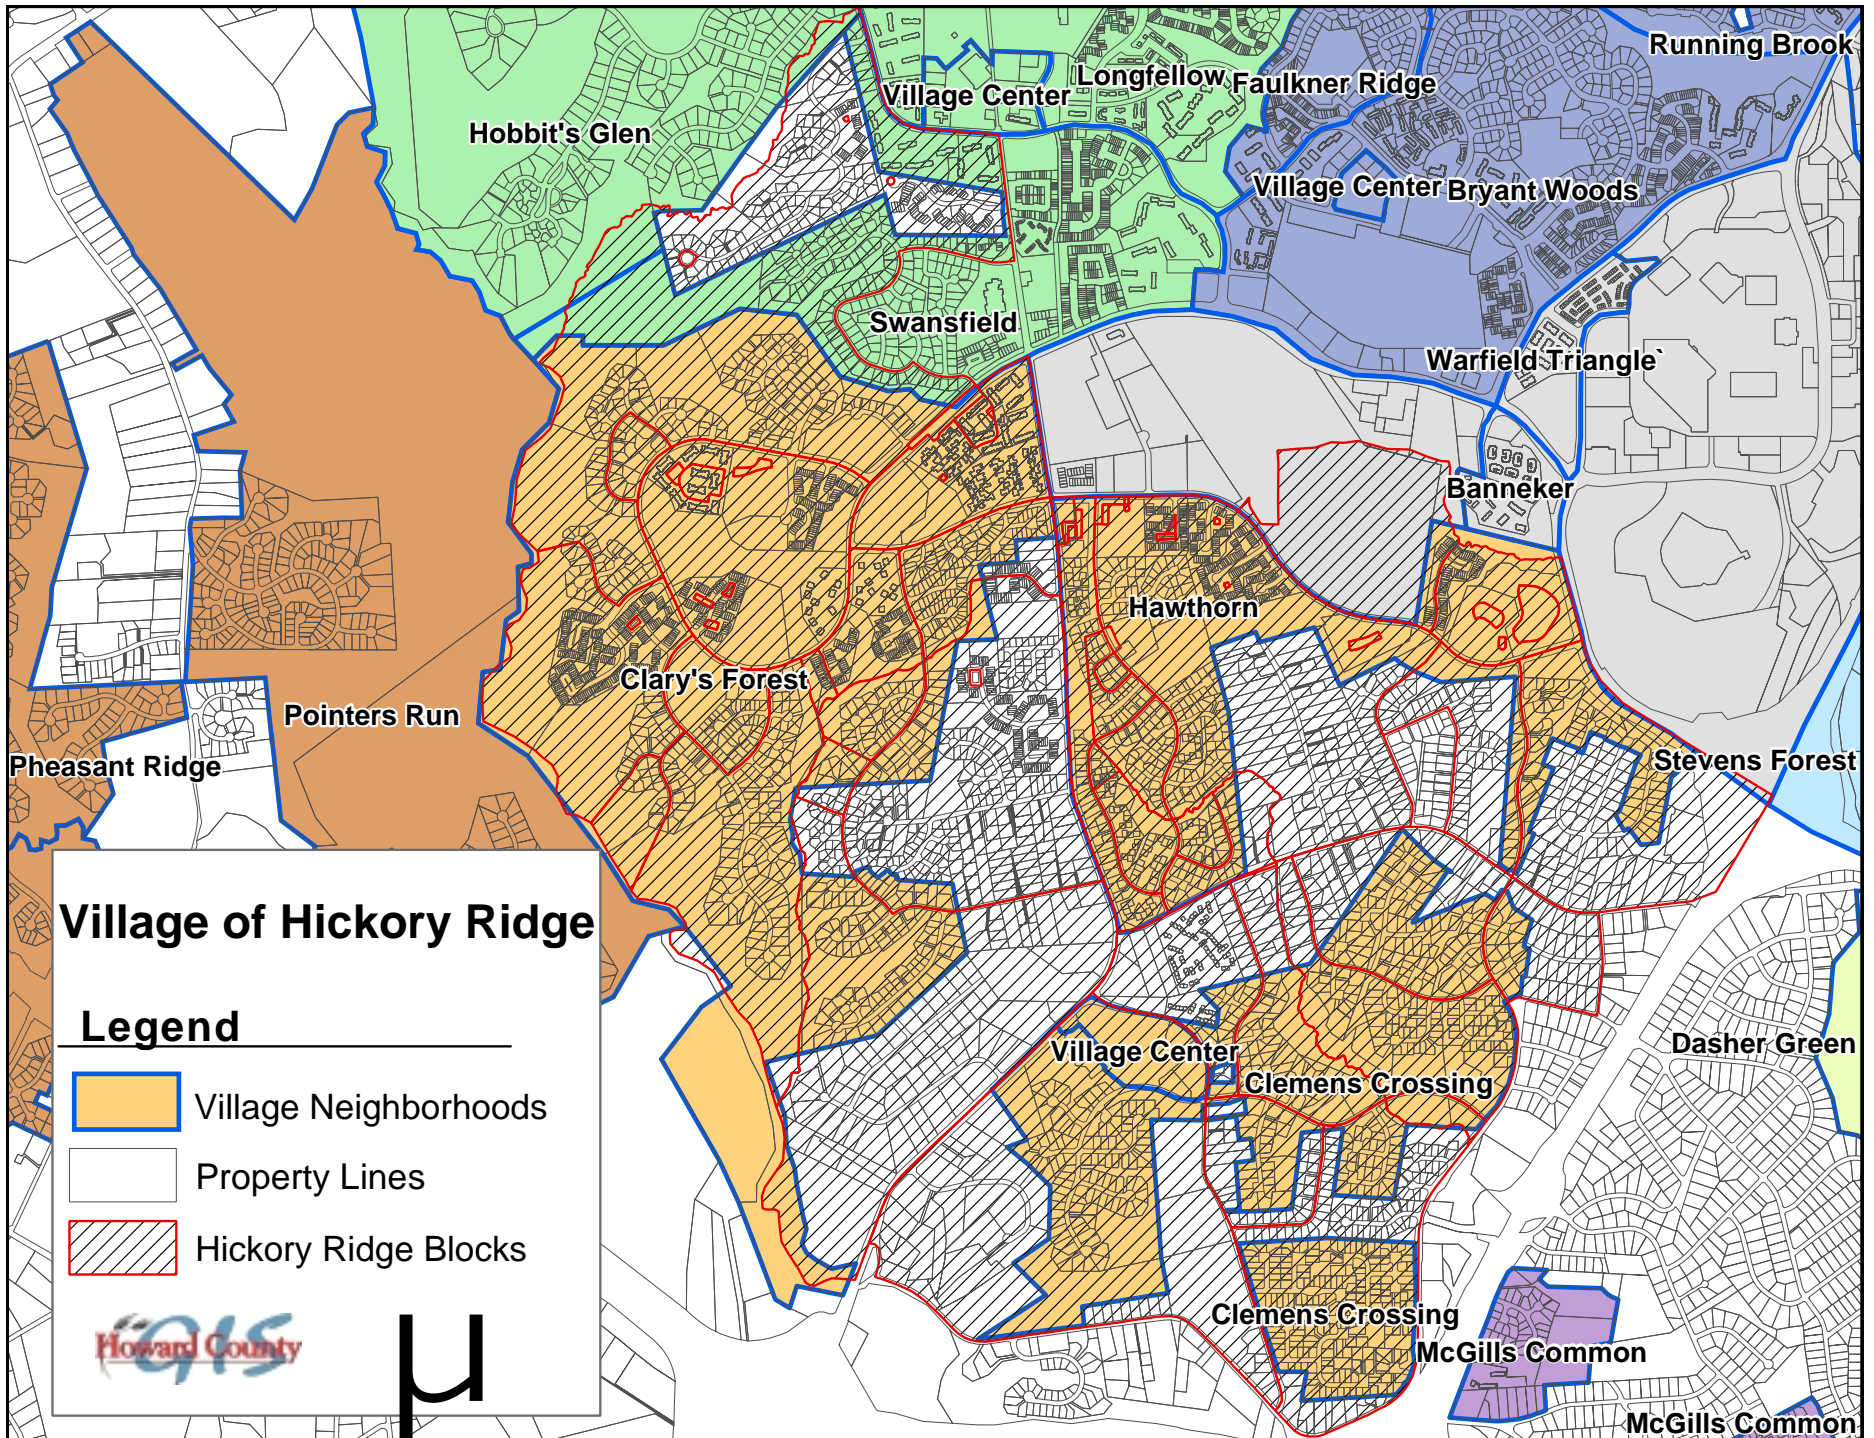 Running Brook
Longfellow
Faulkner Ridge
Village Center
Hobbit's Glen
Village Center
Bryant Woods
Swansfield
Warfield Triangle`
Banneker
Hawthorn
Clary's Forest
Pointers Run
Pheasant Ridge
Stevens Forest
Village of Hickory Ridge
Legend
Village Neighborhoods
Property Lines
Hickory Ridge Blocks
Howard County
GIS
µ
Dasher Green
Village Center
Clemens Crossing
Clemens Crossing
McGills Common
McGills Common